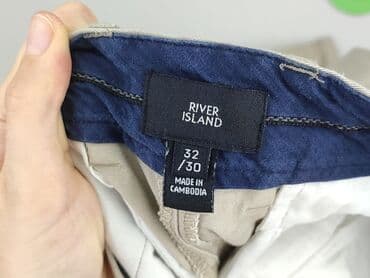 RIVER
ISLAND
32
/30
MADE IN
CAMBODIA